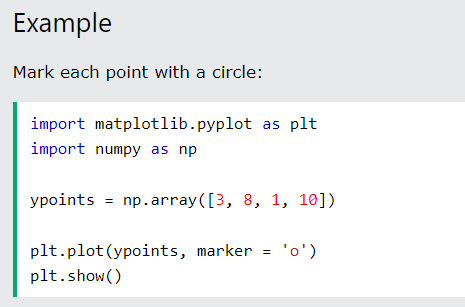 Example
Mark each point with a circle:
import matplotlib.pyplot as plt
import numpy as np
ypoints = np.array([3, 8, 1, 10])
plt.plot(ypoints, marker = 'o')
plt.show()